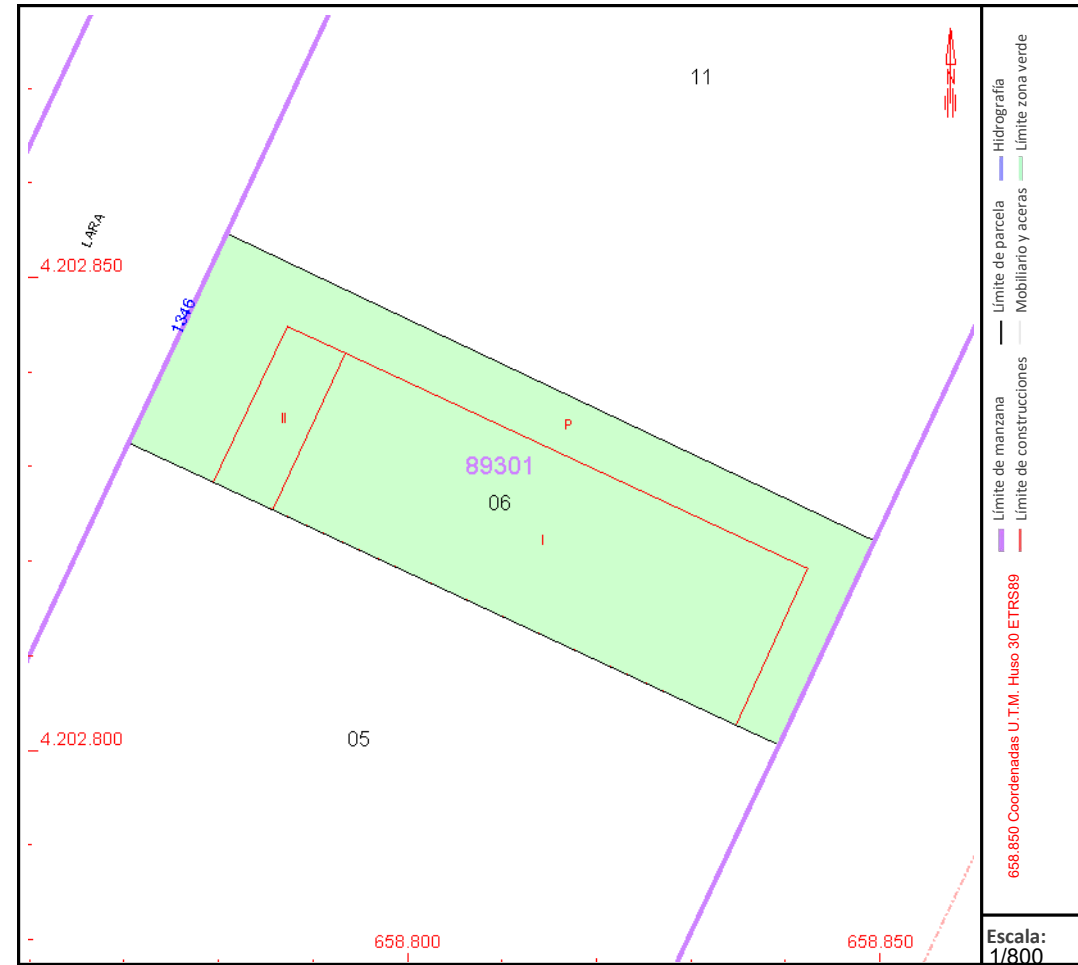 11
N
LARA
4.202.850
1346
II
P
89301
06
I
4.202.800
05
658.800
658.850
Límite de manzana
Límite de parcela
Hidrografía
Límite de construcciones
Mobiliario y aceras
Límite zona verde
658.850 Coordenadas U.T.M. Huso 30 ETRS89
Escala:
1/800